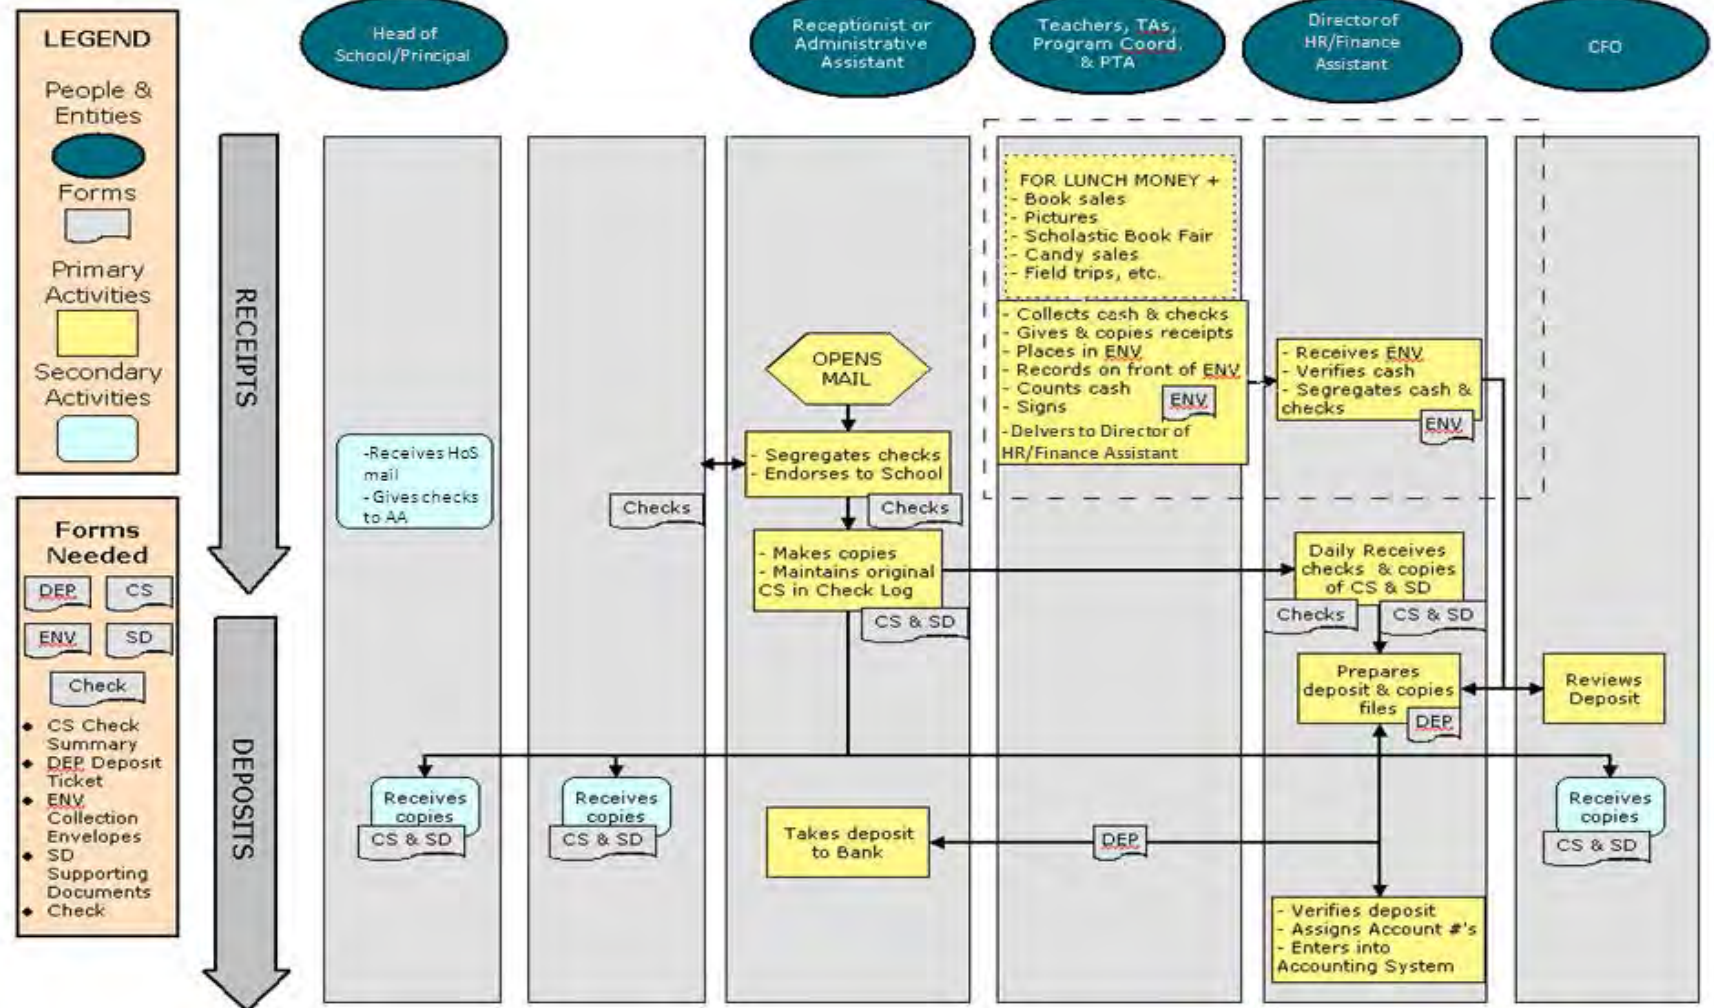 LEGEND
People &
Entities
Forms
Primary
Activities
Secondary
Activities
Forms
Needed
DEP
CS
ENV
SD
Check
◆ CS Check
Summary
◆ DEP Deposit
Ticket
◆ ENV
Collection
Envelopes
◆ SD
Supporting
Documents
◆ Check
RECEIPTS
DEPOSITS
Head of
School/Principal
Receptionist or
Administrative
Assistant
Teachers, TAs,
Program Coord.
& PTA
Director of
HR/Finance
Assistant
CFO
FOR LUNCH MONEY +
- Book sales
- Pictures
- Scholastic Book Fair
- Candy sales
- Field trips, etc.
- Collects cash & checks
- Gives & copies receipts
- Places in ENV
- Records on front of ENV
- Counts cash
- Signs
-Delvers to Director of
HR/Finance Assistant
ENV
- Receives ENV
- Verifies cash
- Segregates cash &
checks
ENV
OPENS
MAIL
-Receives HoS
mail
-Gives checks
to AA
- Segregates checks
- Endorses to School
Checks
Checks
- Makes copies
- Maintains original
CS in Check Log
CS & SD
Daily Receives
checks & copies
of CS & SD
Checks
CS & SD
Prepares
deposit & copies
files
DEP
Reviews
Deposit
Receives
copies
CS & SD
Receives
copies
CS & SD
Receives
copies
CS & SD
Takes deposit
to Bank
DEP
- Verifies deposit
- Assigns Account #'s
- Enters into
Accounting System